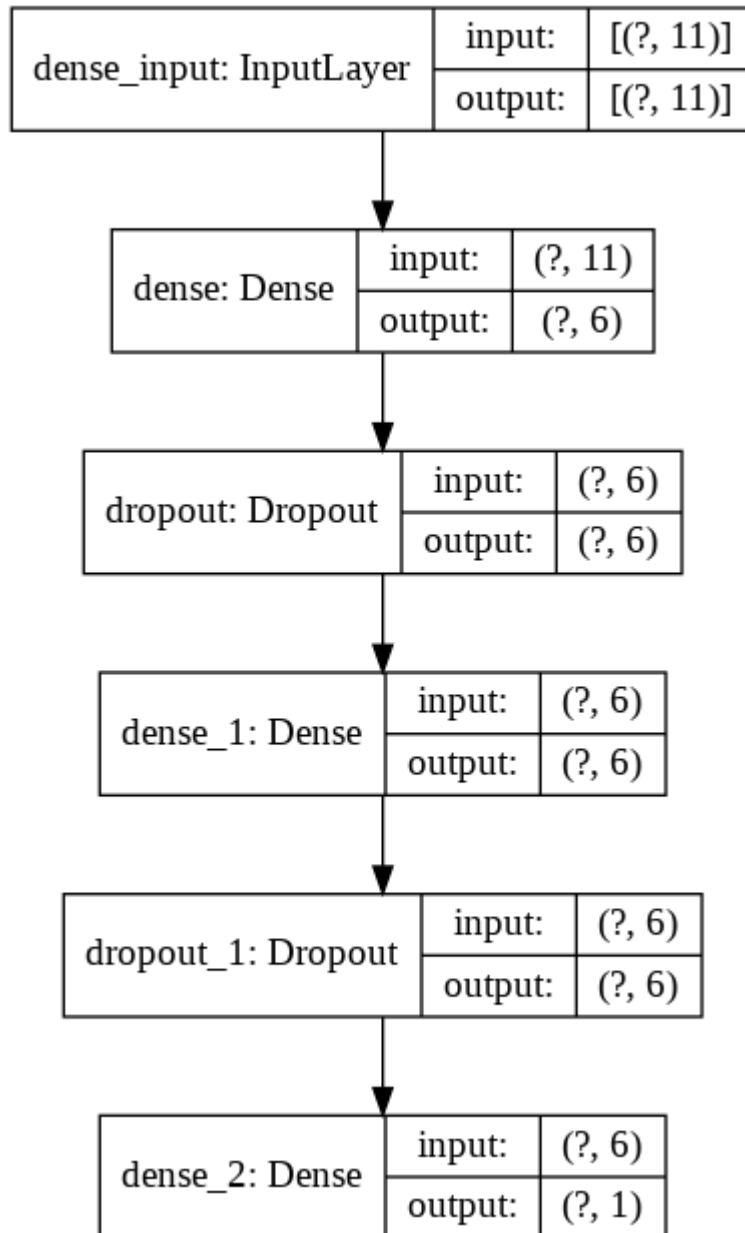 dense_input: InputLayer
input: [(?, 11)]
output: [(?, 11)]
dense: Dense
input: (?, 11)
output: (?, 6)
dropout: Dropout
input: (?, 6)
output: (?, 6)
dense_1: Dense
input: (?, 6)
output: (?, 6)
dropout_1: Dropout
input: (?, 6)
output: (?, 6)
dense_2: Dense
input: (?, 6)
output: (?, 1)